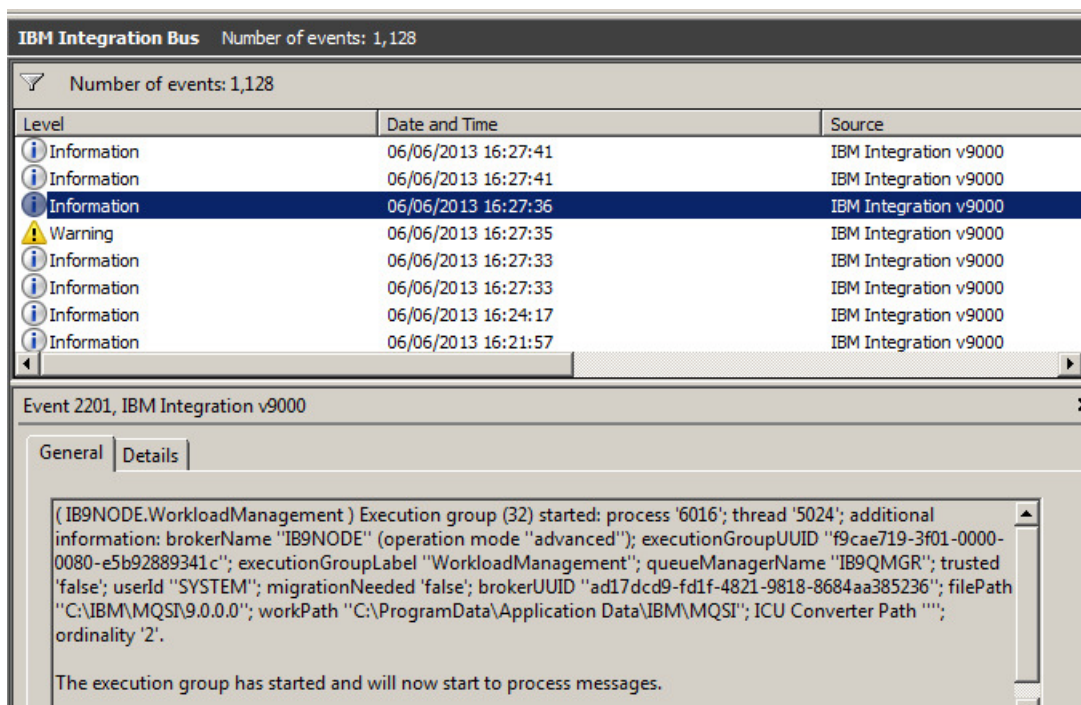 IBM Integration Bus Number of events: 1,128
Number of events: 1,128
Level Date and Time Source
Information 06/06/2013 16:27:41 IBM Integration v9000
Information 06/06/2013 16:27:41 IBM Integration v9000
Information 06/06/2013 16:27:36 IBM Integration v9000
Warning 06/06/2013 16:27:35 IBM Integration v9000
Information 06/06/2013 16:27:33 IBM Integration v9000
Information 06/06/2013 16:27:33 IBM Integration v9000
Information 06/06/2013 16:24:17 IBM Integration v9000
Information 06/06/2013 16:21:57 IBM Integration v9000
Event 2201, IBM Integration v9000
General Details
( IB9NODE.WorkloadManagement ) Execution group (32) started: process '6016'; thread '5024'; additional
information: brokerName ''IB9NODE'' (operation mode ''advanced''); executionGroupUUID ''f9cae719-3f01-0000-
0080-e5b92889341c''; executionGroupLabel ''WorkloadManagement''; queueManagerName ''IB9QMGR''; trusted
'false'; userId ''SYSTEM''; migrationNeeded 'false'; brokerUUID ''ad17dcd9-fd1f-4821-9818-8684aa385236''; filePath
''C:\IBM\MQSI\9.0.0.0''; workPath ''C:\ProgramData\Application Data\IBM\MQSI''; ICU Converter Path '''';
ordinality '2'.
The execution group has started and will now start to process messages.